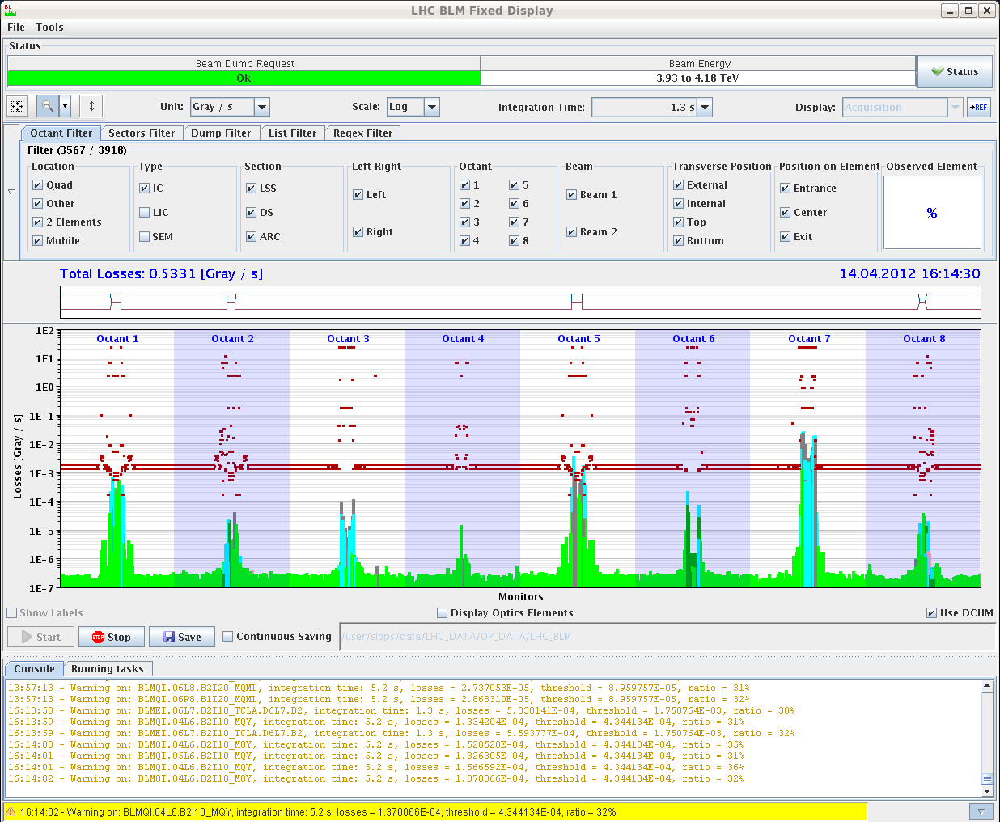 BL
LHC BLM Fixed Display
File Tools
Status
Beam Dump Request Beam Energy
Ok 3.93 to 4.18 TeV
Status
Unit: Gray / s Scale: Log Integration Time: 1.3 s Display: Acquisition →REF
Octant Filter Sectors Filter Dump Filter List Filter Regex Filter
Filter (3567 / 3918)
Location Type Section Left Right Octant Beam Transverse Position Position on Element Observed Element
Quad
Other
2 Elements
Mobile
IC
LIC
SEM
LSS
DS
ARC
Left
Right
1 5
2 6
3 7
4 8
Beam 1
Beam 2
External
Internal
Top
Bottom
Entrance
Center
Exit
%
Total Losses: 0.5331 [Gray / s] 14.04.2012 16:14:30
Octant 1 Octant 2 Octant 3 Octant 4 Octant 5 Octant 6 Octant 7 Octant 8
Losses [Gray / s]
1E2
1E1
1E0
1E-1
1E-2
1E-3
1E-4
1E-5
1E-6
1E-7
Monitors
Show Labels Display Optics Elements Use DCUM
Start STOP Stop Save Continuous Saving /user/slops/data/LHC_DATA/OP_DATA/LHC_BLM
Console Running tasks
13:57:13 - Warning on: BLMQI.06L8.B2I20_MQML, integration time: 5.2 s, losses = 2.737053E-05, threshold = 8.959757E-05, ratio = 31%
13:57:13 - Warning on: BLMQI.06R8.B1I20_MQML, integration time: 5.2 s, losses = 2.868310E-05, threshold = 8.959757E-05, ratio = 32%
16:13:58 - Warning on: BLMEI.06L7.B2I10_TCLA.D6L7.B2, integration time: 1.3 s, losses = 5.338141E-04, threshold = 1.750764E-03, ratio = 30%
16:13:59 - Warning on: BLMQI.04L6.B2I10_MQY, integration time: 5.2 s, losses = 1.334204E-04, threshold = 4.344134E-04, ratio = 31%
16:13:59 - Warning on: BLMEI.06L7.B2I10_TCLA.D6L7.B2, integration time: 1.3 s, losses = 5.593777E-04, threshold = 1.750764E-03, ratio = 32%
16:14:00 - Warning on: BLMQI.04L6.B2I10_MQY, integration time: 5.2 s, losses = 1.528520E-04, threshold = 4.344134E-04, ratio = 35%
16:14:01 - Warning on: BLMQI.05L6.B2I10_MQY, integration time: 5.2 s, losses = 1.326305E-04, threshold = 4.344134E-04, ratio = 31%
16:14:01 - Warning on: BLMQI.04L6.B2I10_MQY, integration time: 5.2 s, losses = 1.566592E-04, threshold = 4.344134E-04, ratio = 36%
16:14:02 - Warning on: BLMQI.04L6.B2I10_MQY, integration time: 5.2 s, losses = 1.370066E-04, threshold = 4.344134E-04, ratio = 32%
16:14:02 - Warning on: BLMQI.04L6.B2I10_MQY, integration time: 5.2 s, losses = 1.370066E-04, threshold = 4.344134E-04, ratio = 32%